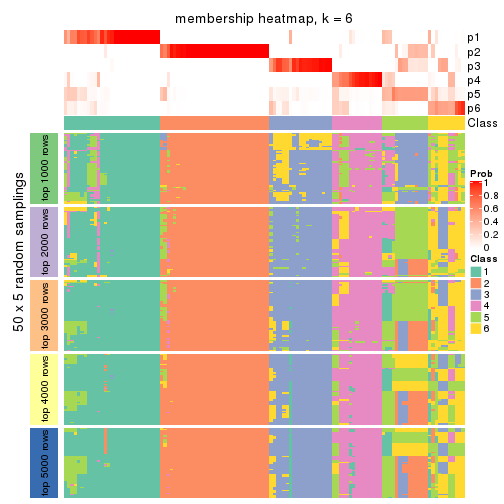 membership heatmap, k = 6
p1
p2
p3
p4
p5
p6
Class
50 x 5 random samplings
top 1000 rows
top 2000 rows
top 3000 rows
top 4000 rows
top 5000 rows
Prob
1
0.8
0.6
0.4
0.2
0
Class
1
2
3
4
5
6